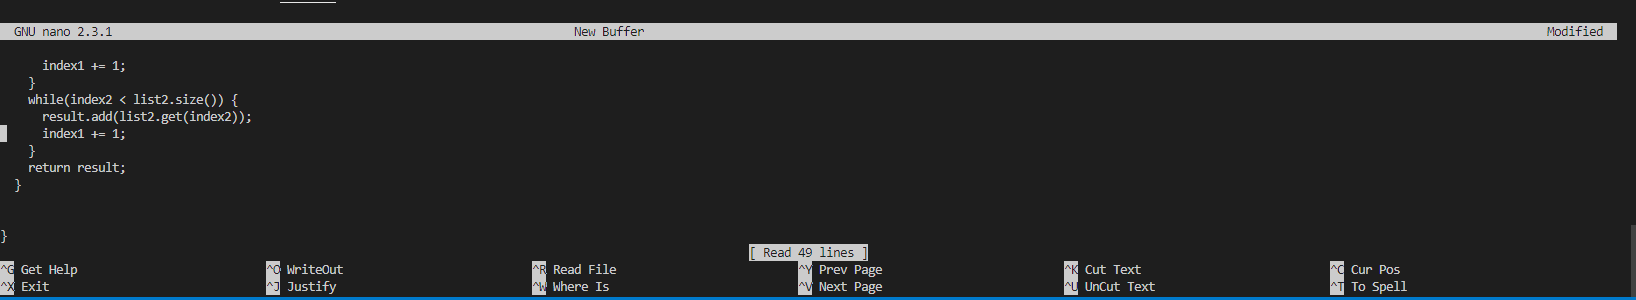 GNU nano 2.3.1 New Buffer Modified
index1 += 1;
}
while(index2 < list2.size()) {
result.add(list2.get(index2));
index1 += 1;
}
return result;
}
}
[ Read 49 lines ]
^G Get Help ^O WriteOut ^R Read File ^Y Prev Page ^K Cut Text ^C Cur Pos
^X Exit ^J Justify ^W Where Is ^V Next Page ^U UnCut Text ^T To Spell